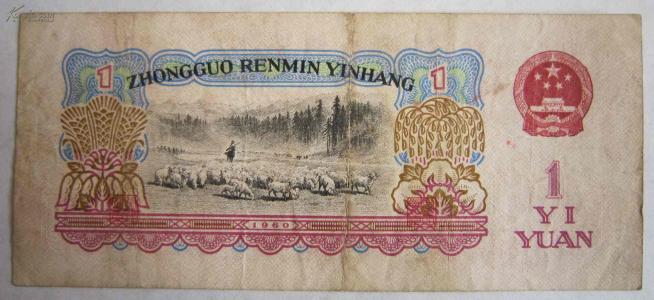 1
ZHONGGUO RENMIN YINHANG
1
1960
1
YI
YUAN